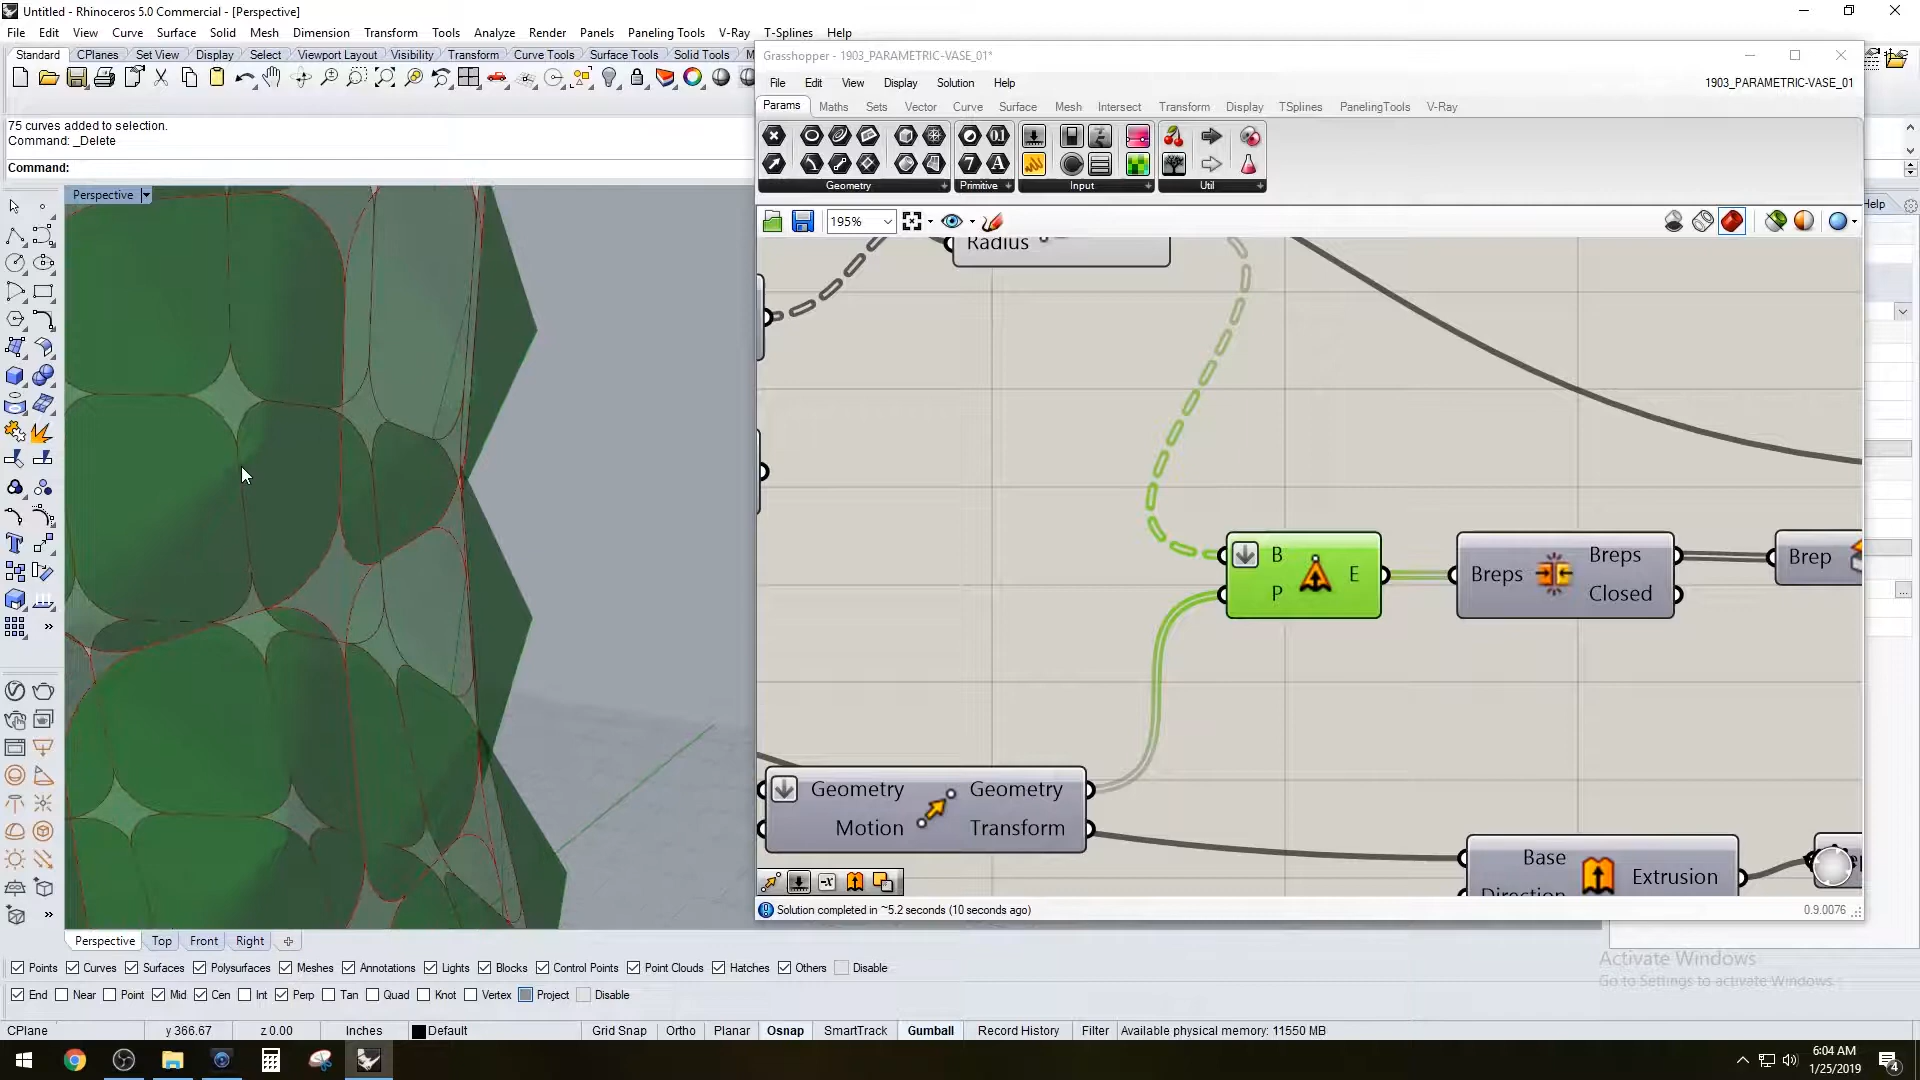 Untitled - Rhinoceros 5.0 Commercial - [Perspective]
File Edit View Curve Surface Solid Mesh Dimension Transform Tools Analyze Render Panels Paneling Tools V-Ray T-Splines Help
Standard CPlanes Set View Display Select Viewport Layout Visibility Transform Curve Tools Surface Tools Solid Tools M
75 curves added to selection.
Command: _Delete
Command:
Perspective
Grasshopper - 1903_PARAMETRIC-VASE_01*
File Edit View Display Solution Help
1903_PARAMETRIC-VASE_01
Params Maths Sets Vector Curve Surface Mesh Intersect Transform Display TSplines PanelingTools V-Ray
Geometry Primitive Input Util
195%
Help
Radius
B
P
E
Breps
Breps
Closed
Brep
Geometry
Motion
Geometry
Transform
Base
Extrusion
Solution completed in ~5.2 seconds (10 seconds ago)
0.9.0076
Perspective Top Front Right
Points Curves Surfaces Polysurfaces Meshes Annotations Lights Blocks Control Points Point Clouds Hatches Others Disable
End Near Point Mid Cen Int Perp Tan Quad Knot Vertex Project Disable
Activate Windows
Go to Settings to activate Windows.
CPlane y 366.67 z 0.00 Inches Default Grid Snap Ortho Planar Osnap SmartTrack Gumball Record History Filter Available physical memory: 11550 MB
6:04 AM
1/25/2019
4